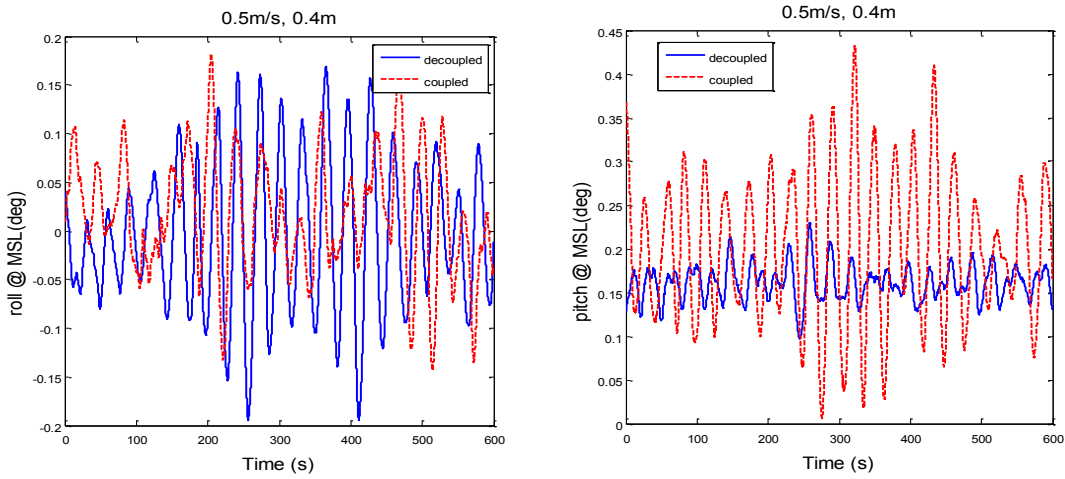 0.5m/s, 0.4m
roll @ MSL(deg)
0.2
0.15
0.1
0.05
0
-0.05
-0.1
-0.15
-0.2
decoupled
coupled
0 100 200 300 400 500 600
Time (s)
0.5m/s, 0.4m
pitch @ MSL(deg)
0.45
0.4
0.35
0.3
0.25
0.2
0.15
0.1
0.05
0
decoupled
coupled
0 100 200 300 400 500 600
Time (s)